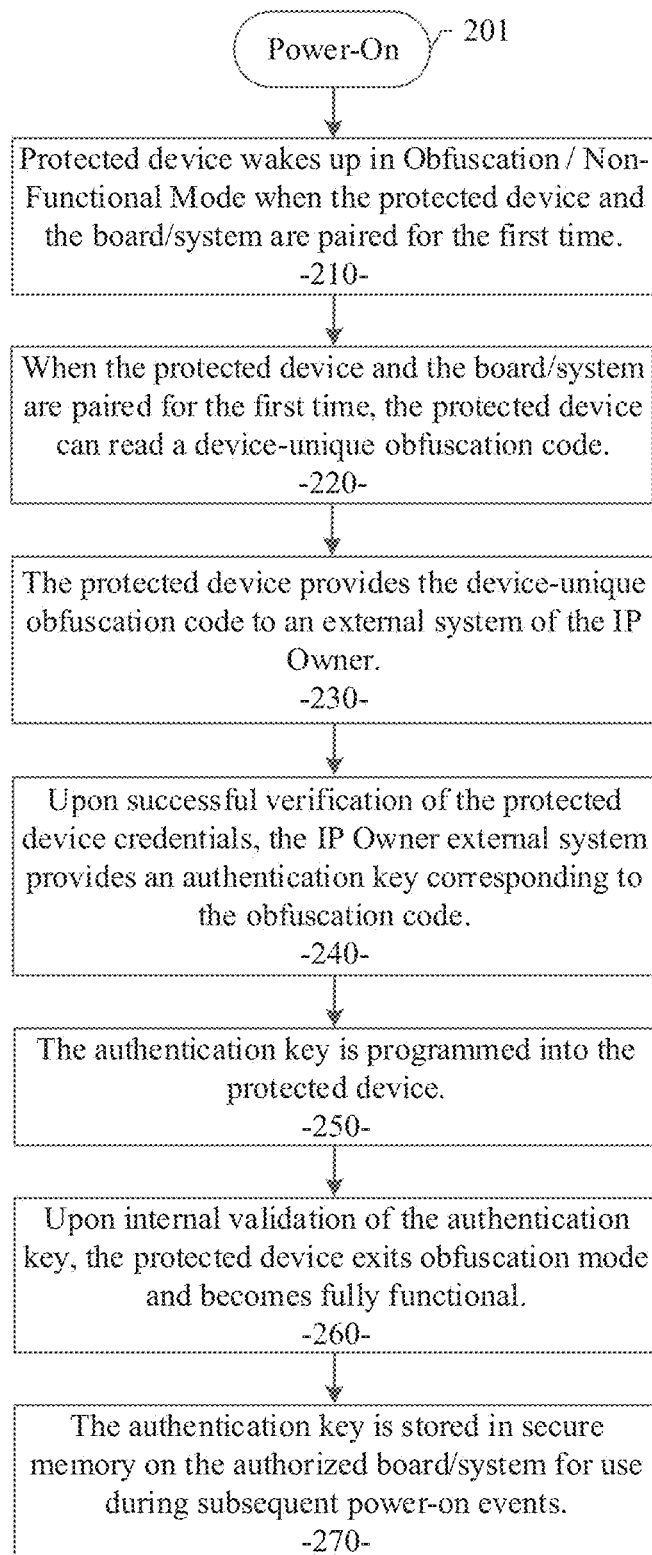 Power-On
201
Protected device wakes up in Obfuscation / Non-
Functional Mode when the protected device and
the board/system are paired for the first time.
-210-
When the protected device and the board/system
are paired for the first time, the protected device
can read a device-unique obfuscation code.
-220-
The protected device provides the device-unique
obfuscation code to an external system of the IP
Owner.
-230-
Upon successful verification of the protected
device credentials, the IP Owner external system
provides an authentication key corresponding to
the obfuscation code.
-240-
The authentication key is programmed into the
protected device.
-250-
Upon internal validation of the authentication
key, the protected device exits obfuscation mode
and becomes fully functional.
-260-
The authentication key is stored in secure
memory on the authorized board/system for use
during subsequent power-on events.
-270-